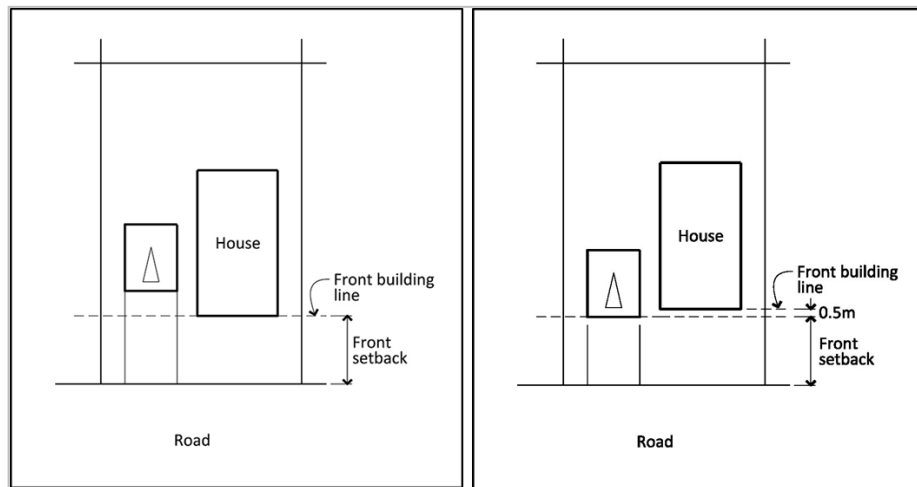 House
Front building
line
Front
setback
Road
House
Front building
line
0.5m
Front
setback
Road